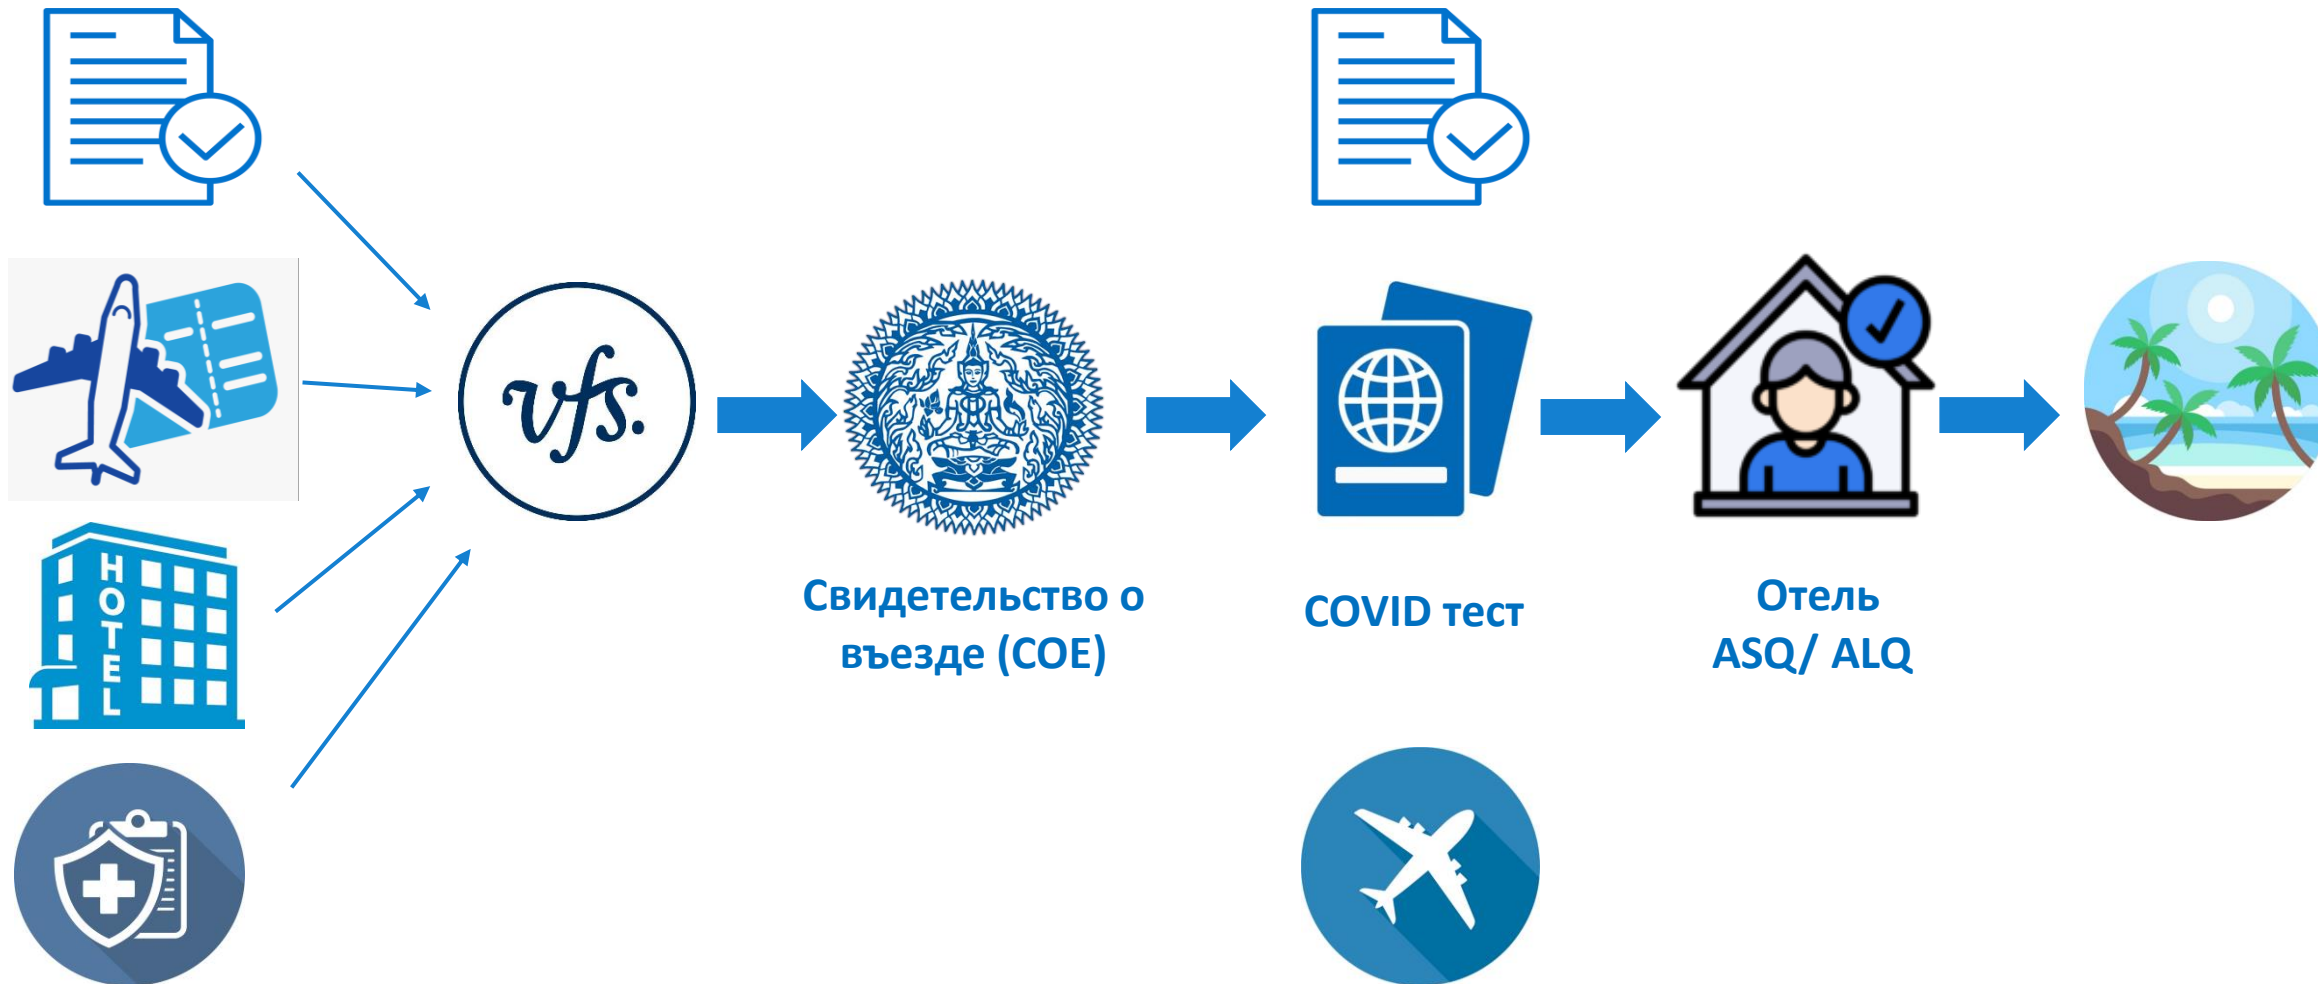 HOTEL
vfs.
Свидетельство о
въезде (COE)
COVID тест
Отель
ASQ/ ALQ